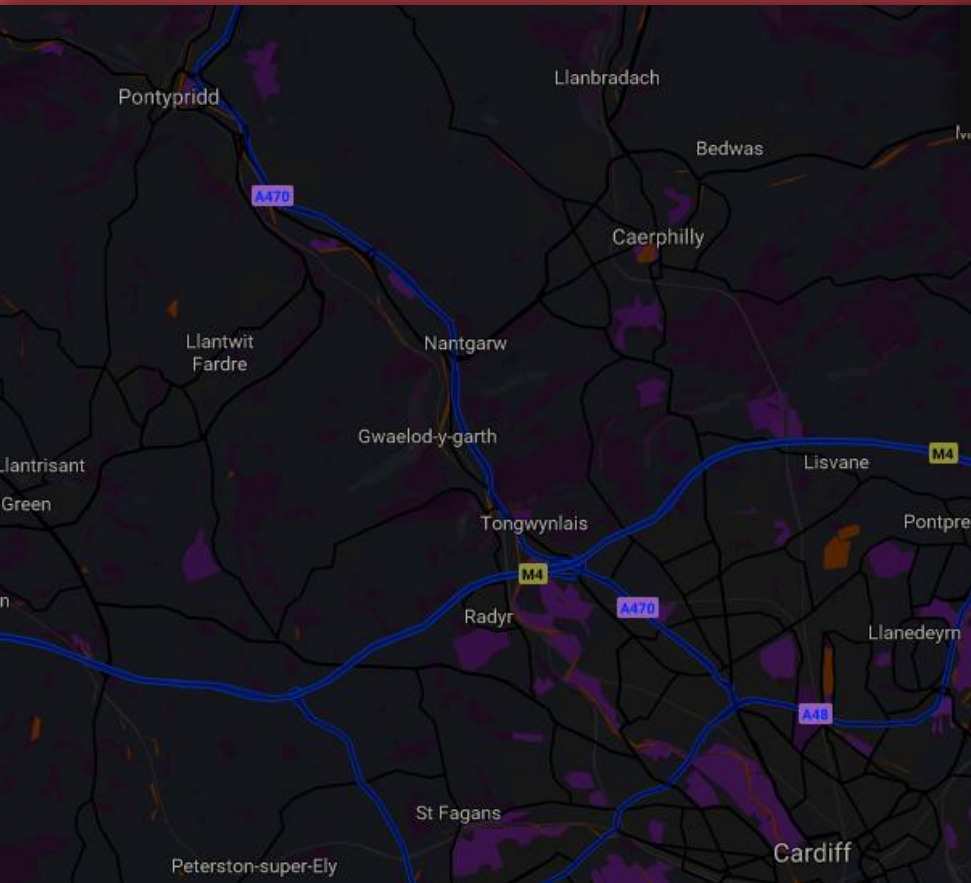 Llanbradach
Pontypridd
Bedwas
A470
Caerphilly
Llantwit
Fardre
Nantgarw
Gwaelod-y-garth
M4
Lisvane
Llantrisant
Green
Tongwynlais
Pontpre
M4
A470
Radyr
Llanedeyrn
A48
St Fagans
Cardiff
Peterston-super-Ely